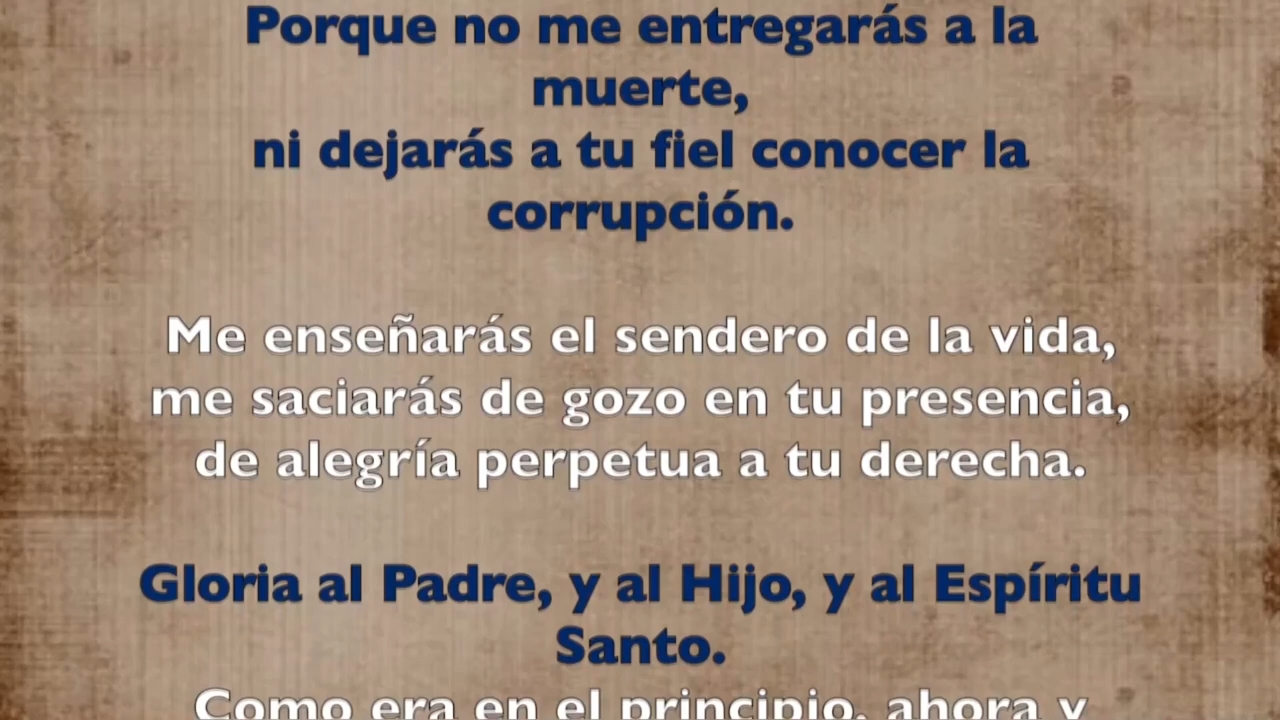 Porque no me entregarás a la
muerte,
ni dejarás a tu fiel conocer la
corrupción.
Me enseñarás el sendero de la vida,
me saciarás de gozo en tu presencia,
de alegría perpetua a tu derecha.
Gloria al Padre, y al Hijo, y al Espíritu
Santo.
Como era en el principio, ahora y